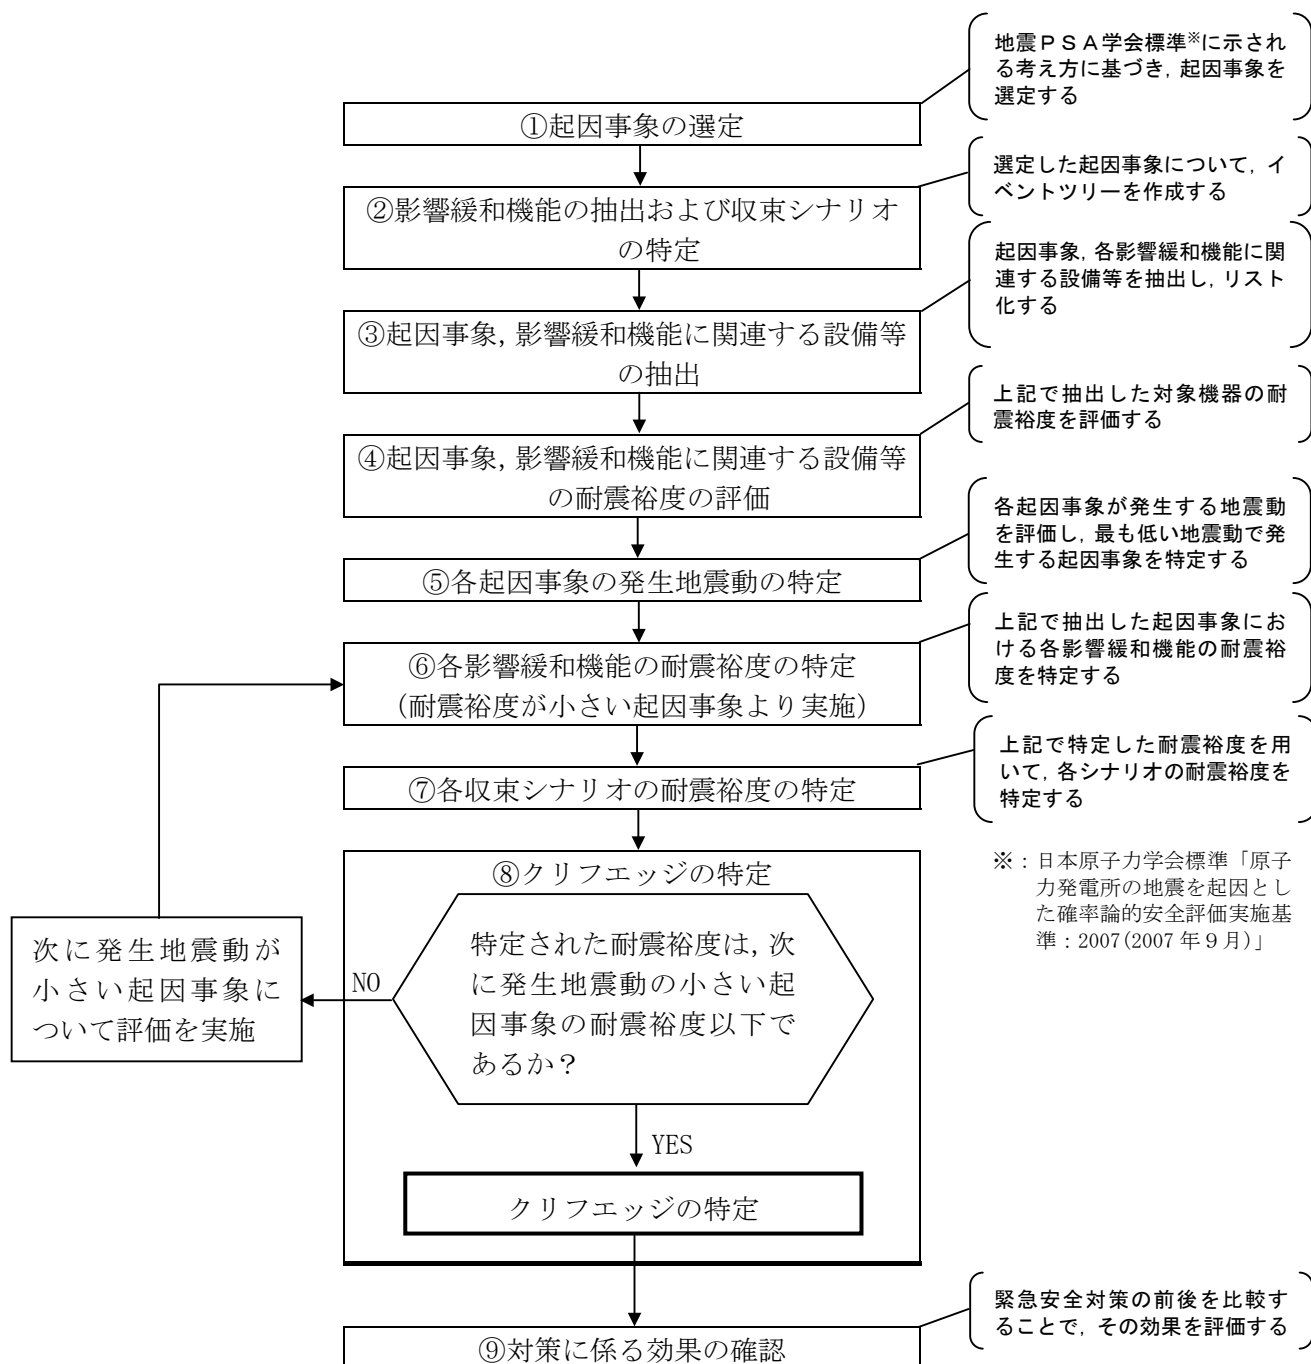 地震ＰＳＡ学会標準※に示され
る考え方に基づき,起因事象を
選定する
①起因事象の選定
選定した起因事象について,イ
ベントツリーを作成する
②影響緩和機能の抽出および収束シナリオ
の特定
起因事象,各影響緩和機能に関
連する設備等を抽出し,リスト
化する
③起因事象,影響緩和機能に関連する設備等
の抽出
上記で抽出した対象機器の耐
震裕度を評価する
④起因事象,影響緩和機能に関連する設備等
の耐震裕度の評価
各起因事象が発生する地震動
を評価し,最も低い地震動で発
生する起因事象を特定する
⑤各起因事象の発生地震動の特定
上記で抽出した起因事象にお
ける各影響緩和機能の耐震裕
度を特定する
⑥各影響緩和機能の耐震裕度の特定
(耐震裕度が小さい起因事象より実施)
上記で特定した耐震裕度を用
いて,各シナリオの耐震裕度を
特定する
⑦各収束シナリオの耐震裕度の特定
※：日本原子力学会標準「原子
力発電所の地震を起因とし
た確率論的安全評価実施基
準：2007(2007 年９月)」
⑧クリフエッジの特定
特定された耐震裕度は,次
に発生地震動の小さい起
因事象の耐震裕度以下で
あるか？
NO
次に発生地震動が
小さい起因事象に
ついて評価を実施
YES
クリフエッジの特定
緊急安全対策の前後を比較す
ることで,その効果を評価する
⑨対策に係る効果の確認